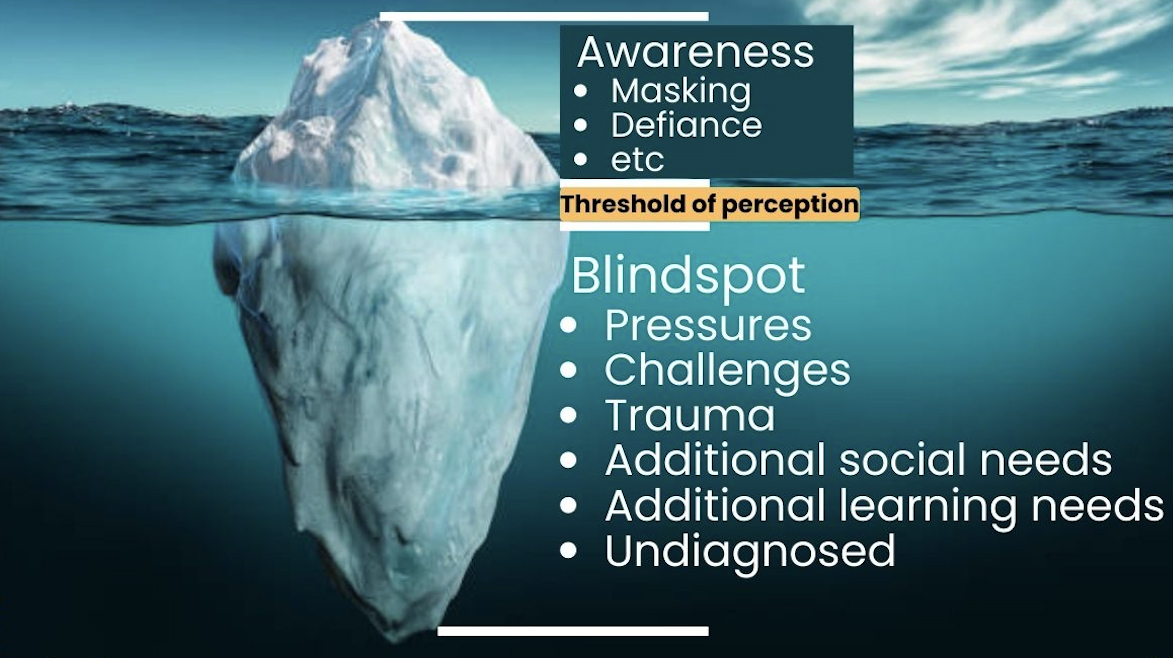 Awareness
• Masking
• Defiance
• etc
Threshold of perception
Blindspot
• Pressures
• Challenges
• Trauma
• Additional social needs
• Additional learning needs
• Undiagnosed